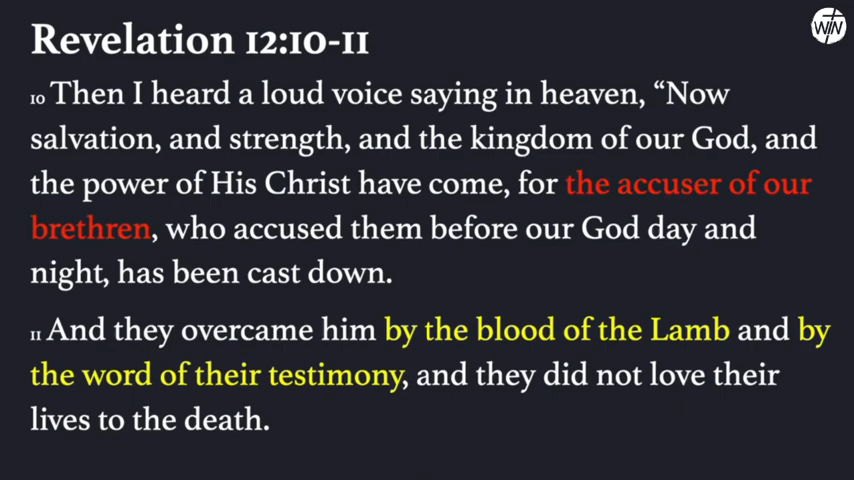 WIN
Revelation 12:10-11
10 Then I heard a loud voice saying in heaven, “Now
salvation, and strength, and the kingdom of our God, and
the power of His Christ have come, for the accuser of our
brethren, who accused them before our God day and
night, has been cast down.
11 And they overcame him by the blood of the Lamb and by
the word of their testimony, and they did not love their
lives to the death.